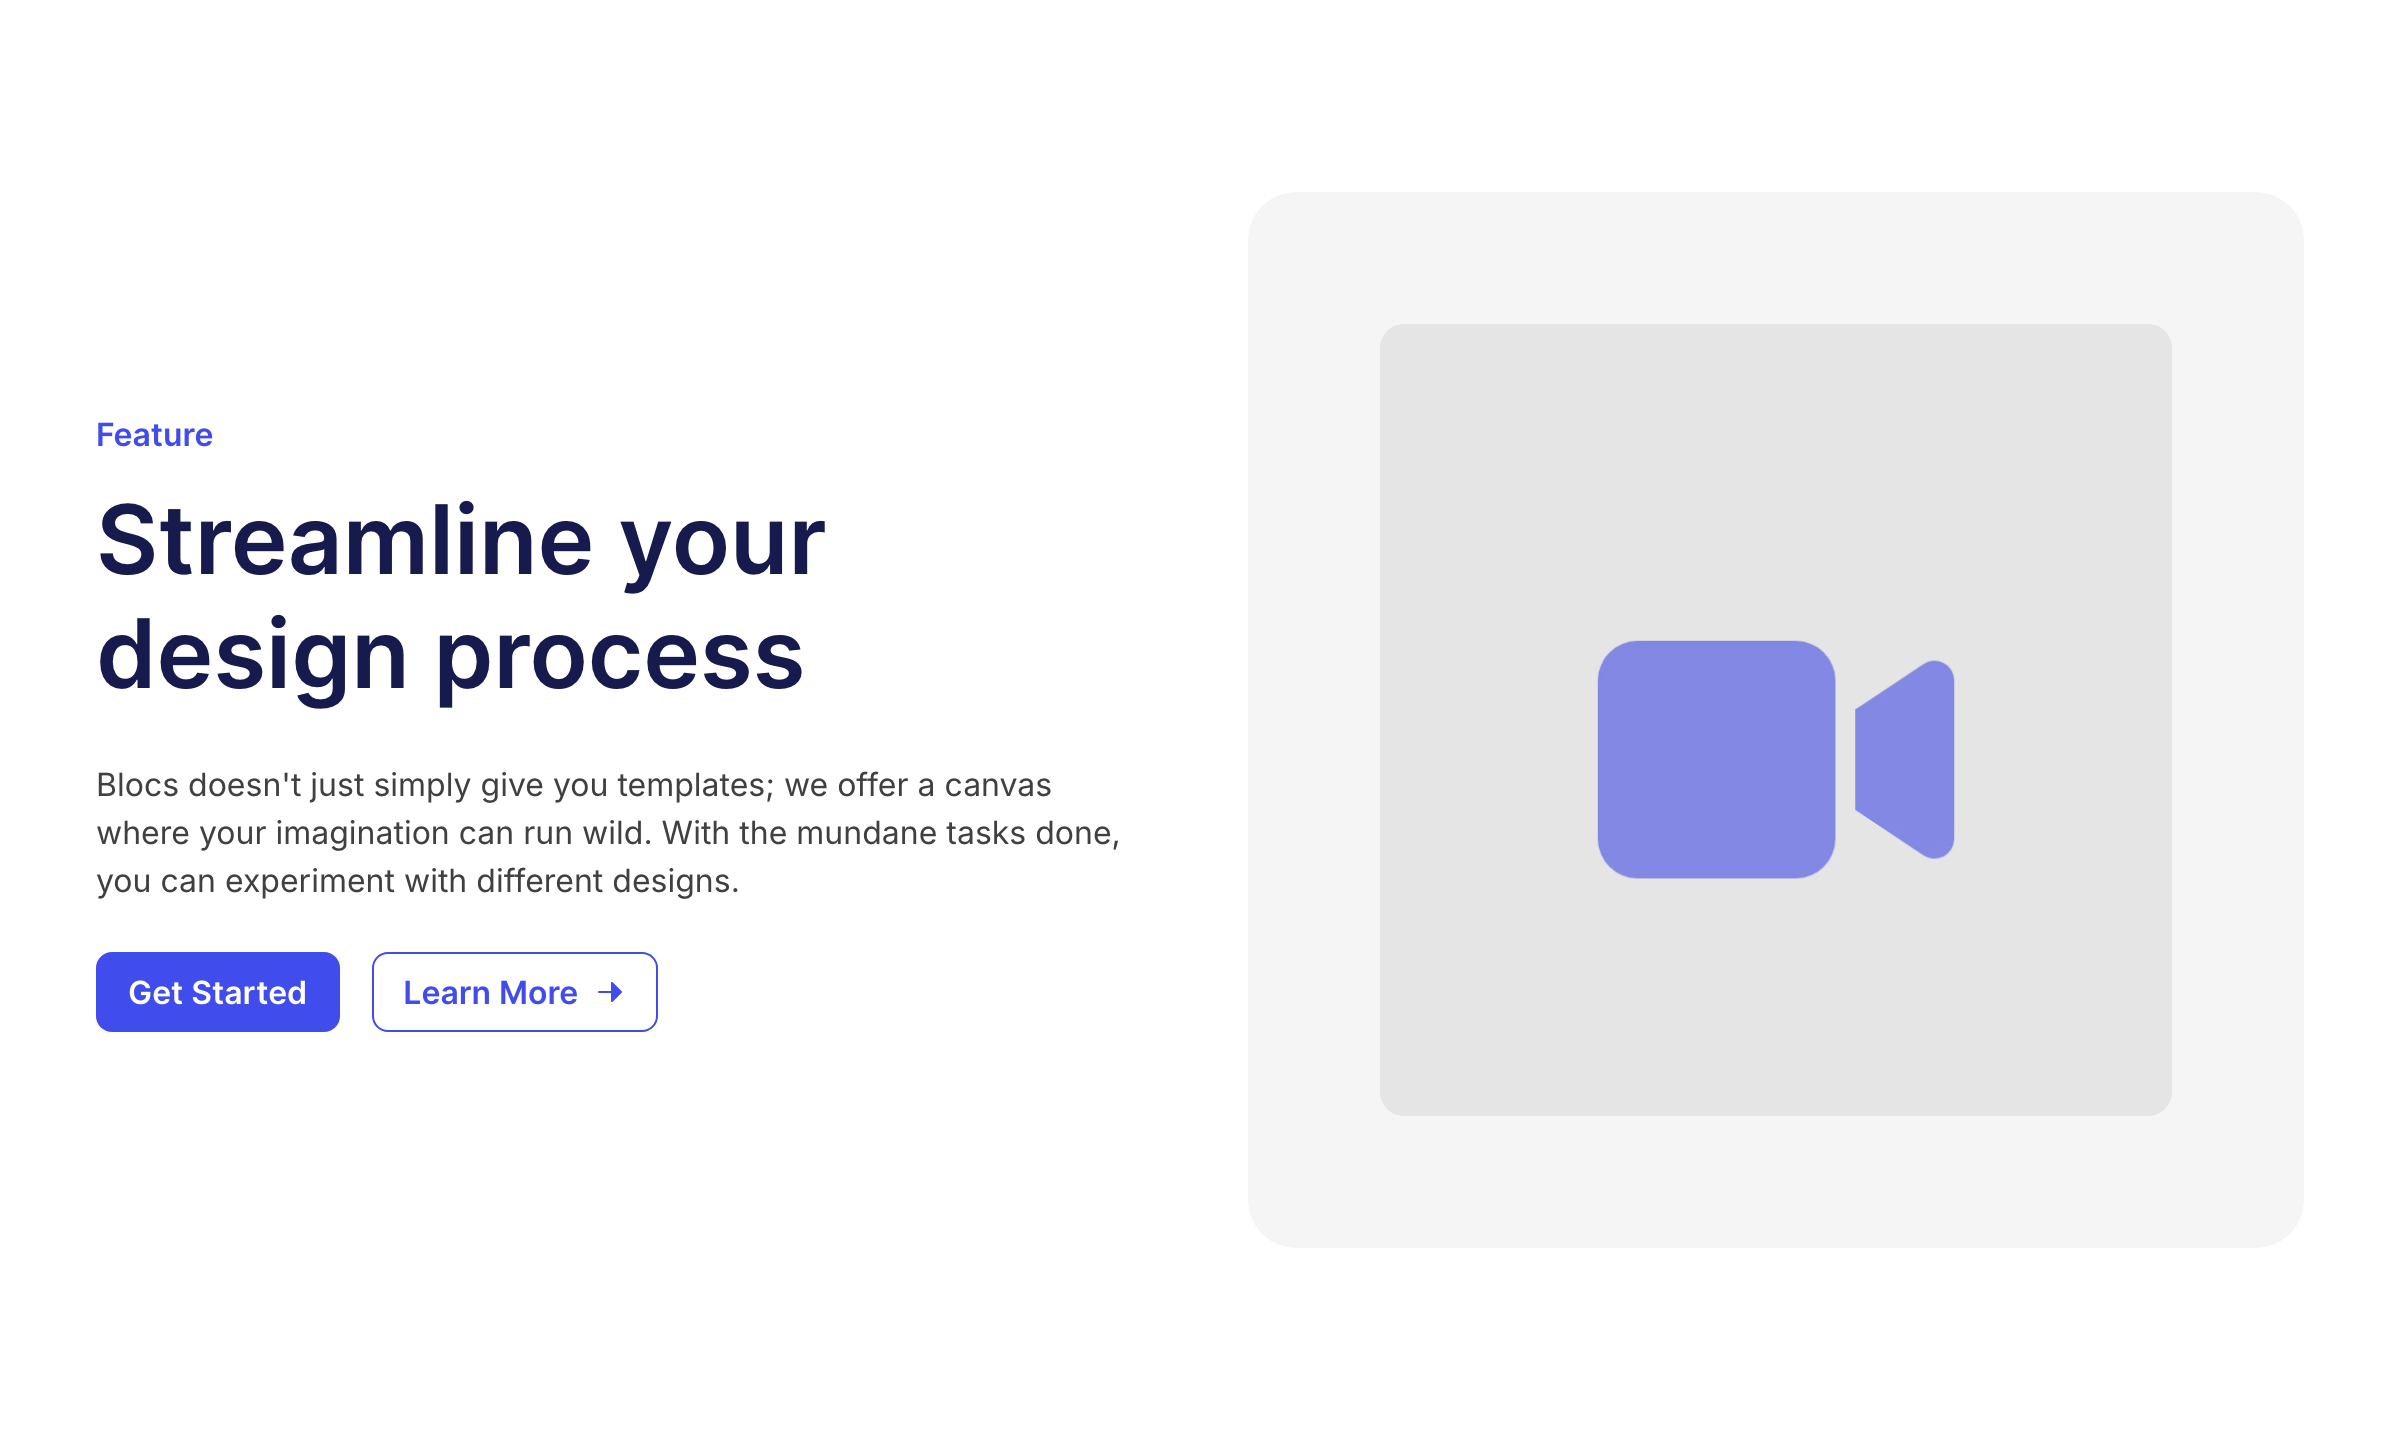 Feature
Streamline your
design process
Blocs doesn't just simply give you templates; we offer a canvas
where your imagination can run wild. With the mundane tasks done,
you can experiment with different designs.
Get Started
Learn More